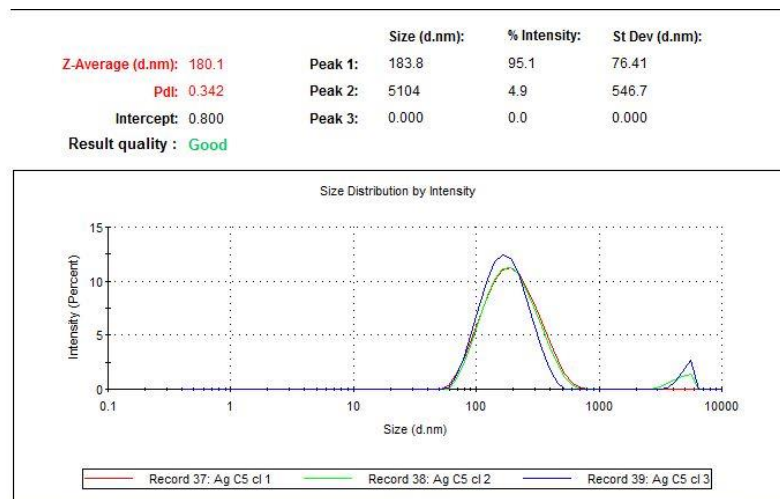 Size (d.nm): % Intensity: St Dev (d.nm):
Z-Average (d.nm): 180.1 Peak 1: 183.8 95.1 76.41
PdI: 0.342 Peak 2: 5104 4.9 546.7
Intercept: 0.800 Peak 3: 0.000 0.0 0.000
Result quality : Good
Size Distribution by Intensity
Intensity (Percent)
15
10
5
0
0.1 1 10 100 1000 10000
Size (d.nm)
Record 37: Ag C5 cl 1 Record 38: Ag C5 cl 2 Record 39: Ag C5 cl 3